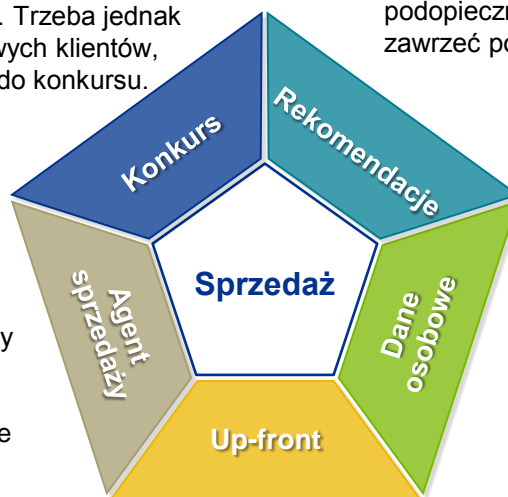 . Trzeba jednak
wych klientów,
do konkursu.
podopieczn
zawrzeć po
Konkurs
Rekomendacje
Sprzedaż
Agent
sprzedaży
Dane
osobowe
y
e
Up-front